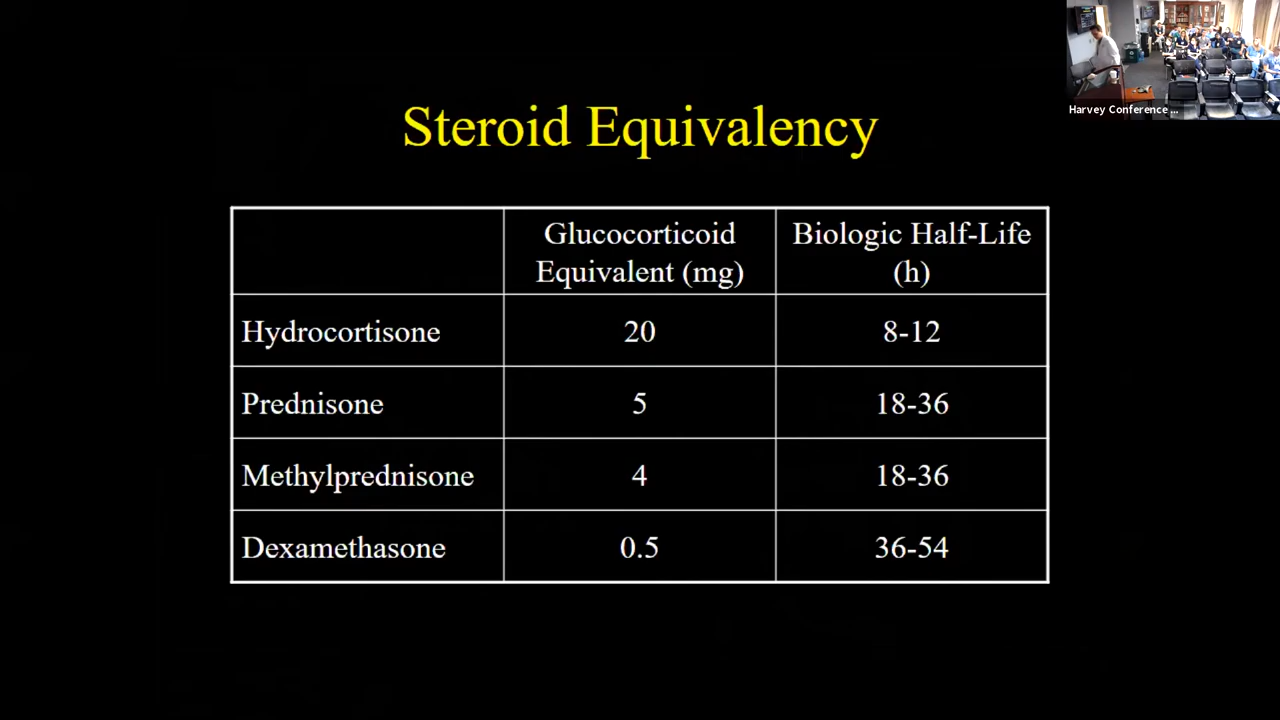 Harvey Conference ...
Steroid Equivalency
Glucocorticoid Biologic Half-Life
Equivalent (mg) (h)
Hydrocortisone 20 8-12
Prednisone 5 18-36
Methylprednisone 4 18-36
Dexamethasone 0.5 36-54